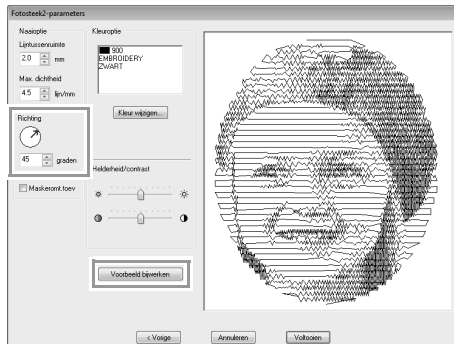 Fotosteek2-parameters
Naaioptie
Lijntussenruimte
2.0 mm
Max. dichtheid
4.5 lijn/mm
Richting
45 graden
Maskeromt.toev
Kleuroptie
900
EMBROIDERY
ZWART
Kleur wijzigen...
Helderheid/contrast
Voorbeeld bijwerken
< Vorige
Annuleren
Voltooien